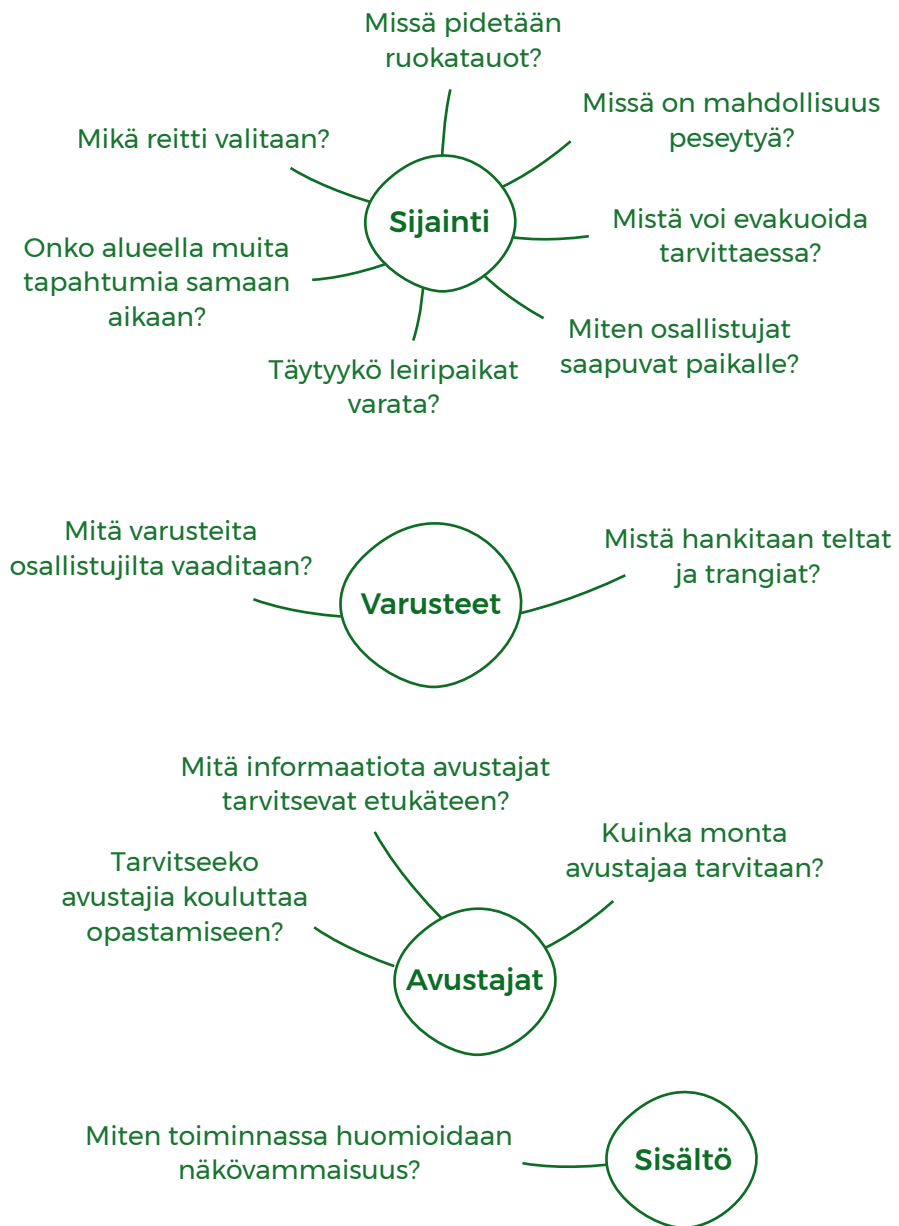 Missä pidetään
ruokatauot?
Missä on mahdollisuus
peseytyä?
Mikä reitti valitaan?
Sijainti
Mistä voi evakuoida
tarvittaessa?
Onko alueella muita
tapahtumia samaan
aikaan?
Miten osallistujat
saapuvat paikalle?
Täytyykö leiripaikat
varata?
Mitä varusteita
osallistujilta vaaditaan?
Mistä hankitaan teltat
ja trangiat?
Varusteet
Mitä informaatiota avustajat
tarvitsevat etukäteen?
Kuinka monta
avustajaa tarvitaan?
Tarvitseeko
avustajia kouluttaa
opastamiseen?
Avustajat
Miten toiminnassa huomioidaan
näkövammaisuus?
Sisältö